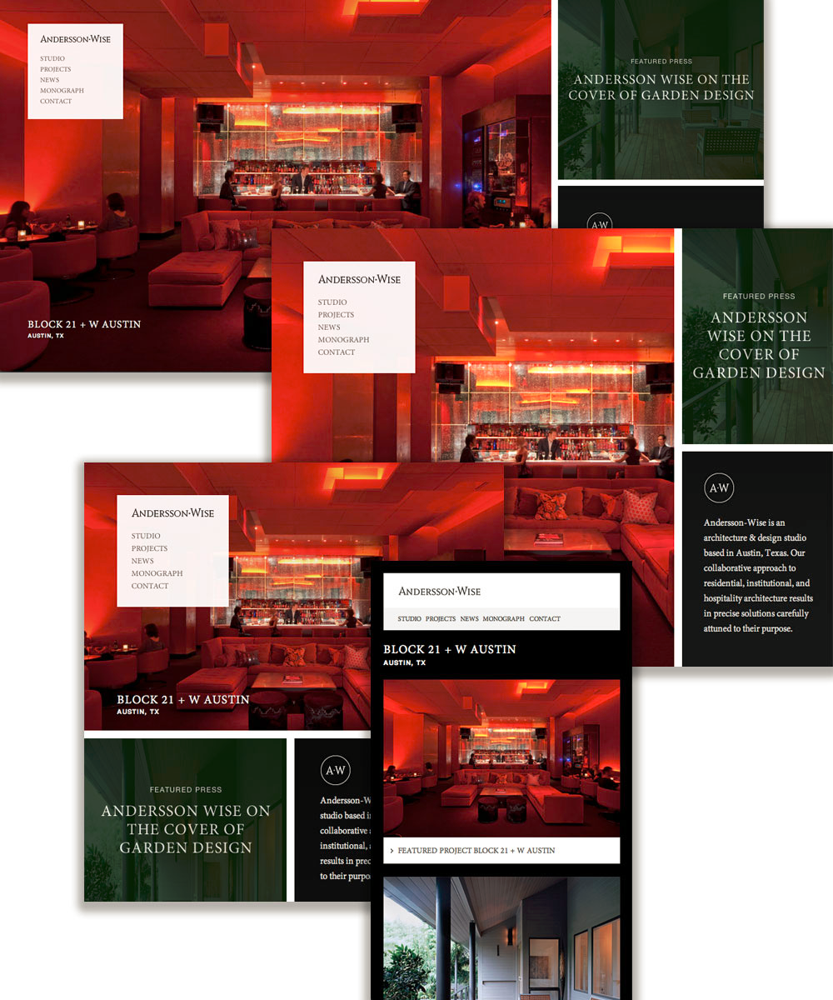 ANDERSSON·WISE
STUDIO
PROJECTS
NEWS
MONOGRAPH
CONTACT
BLOCK 21 + W AUSTIN
AUSTIN, TX
FEATURED PRESS
ANDERSSON WISE ON THE
COVER OF GARDEN DESIGN
A·W
ANDERSSON·WISE
STUDIO
PROJECTS
NEWS
MONOGRAPH
CONTACT
FEATURED PRESS
ANDERSSON
WISE ON THE
COVER OF
GARDEN DESIGN
A·W
Andersson-Wise is an
architecture & design studio
based in Austin, Texas. Our
collaborative approach to
residential, institutional, and
hospitality architecture results
in precise solutions carefully
attuned to their purpose.
ANDERSSON·WISE
STUDIO
PROJECTS
NEWS
MONOGRAPH
CONTACT
BLOCK 21 + W AUSTIN
AUSTIN, TX
FEATURED PRESS
ANDERSSON WISE ON
THE COVER OF
GARDEN DESIGN
A·W
Andersson-W
studio based
collaborative
institutional,
results in prec
to their purpo
ANDERSSON·WISE
STUDIO PROJECTS NEWS MONOGRAPH CONTACT
BLOCK 21 + W AUSTIN
AUSTIN, TX
› FEATURED PROJECT BLOCK 21 + W AUSTIN